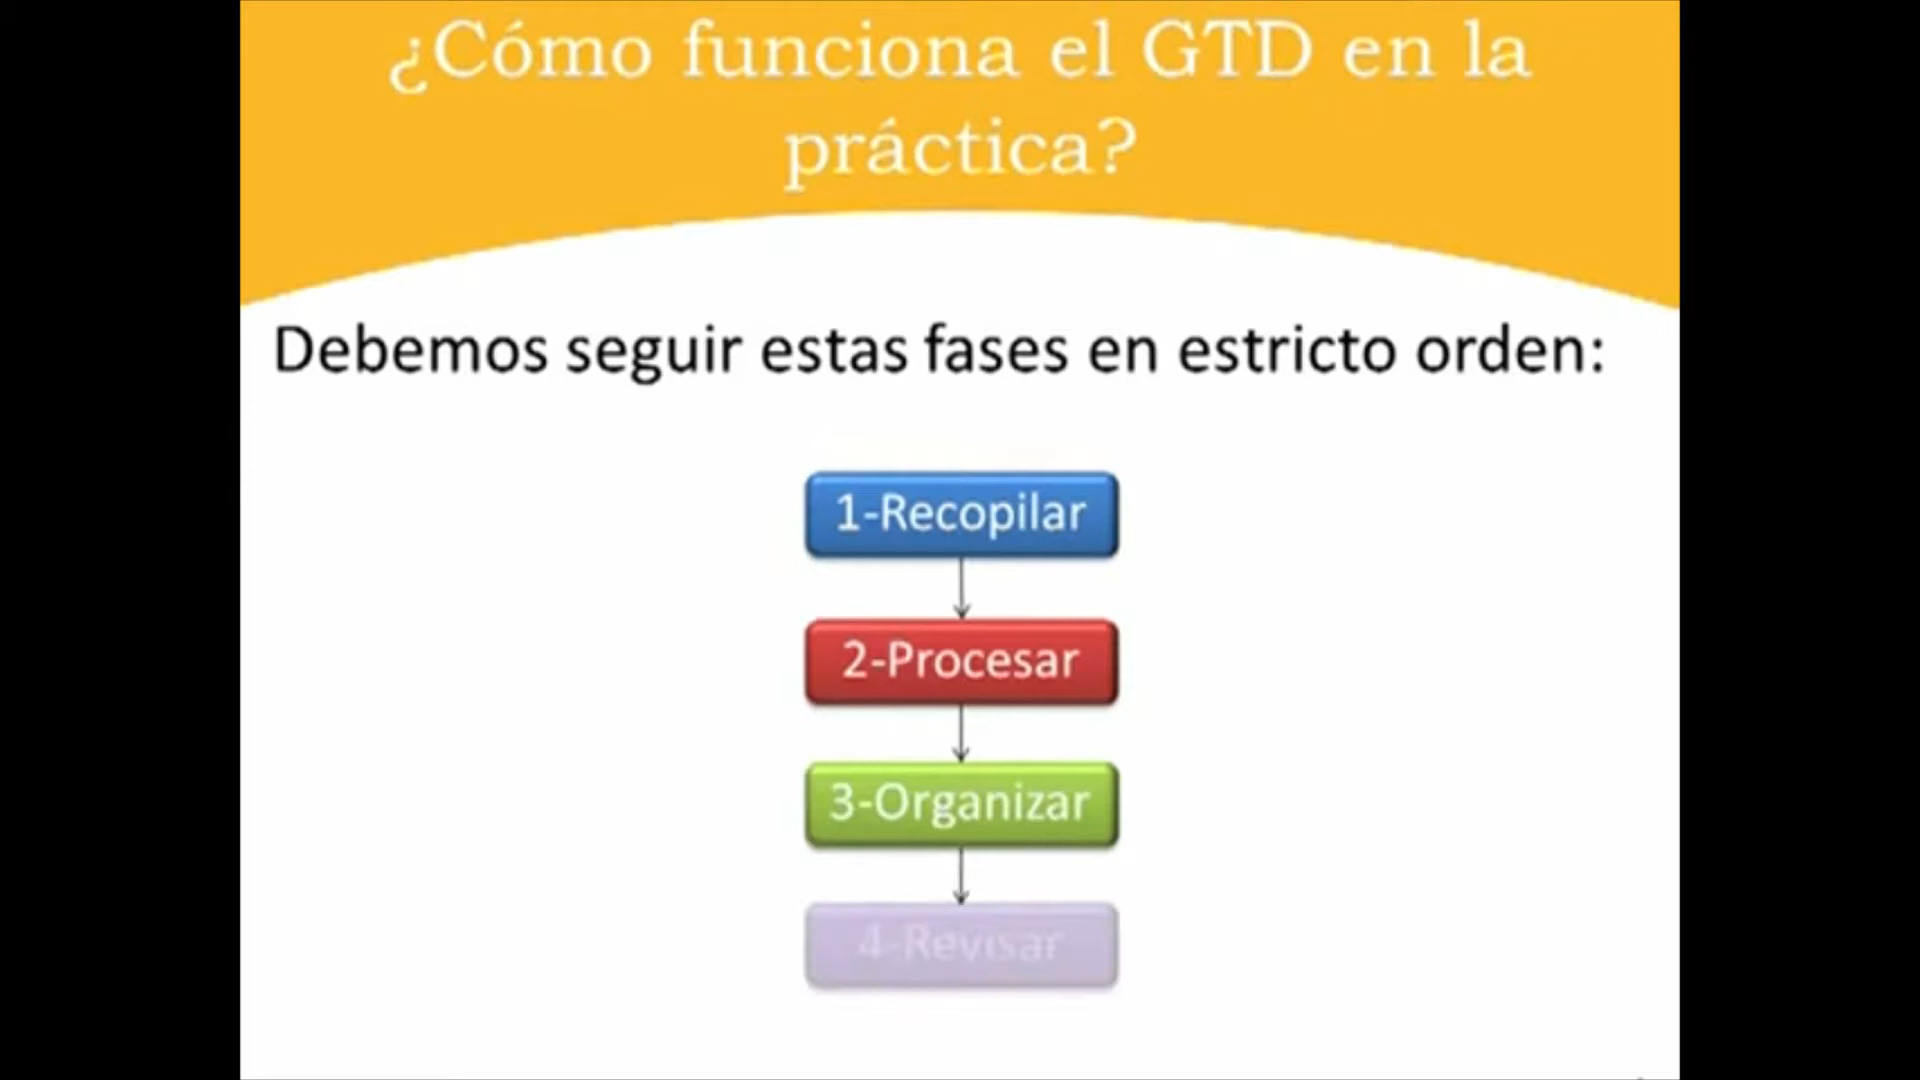 ¿Cómo funciona el GTD en la
práctica?
Debemos seguir estas fases en estricto orden:
1-Recopilar
2-Procesar
3-Organizar
4-Revisar